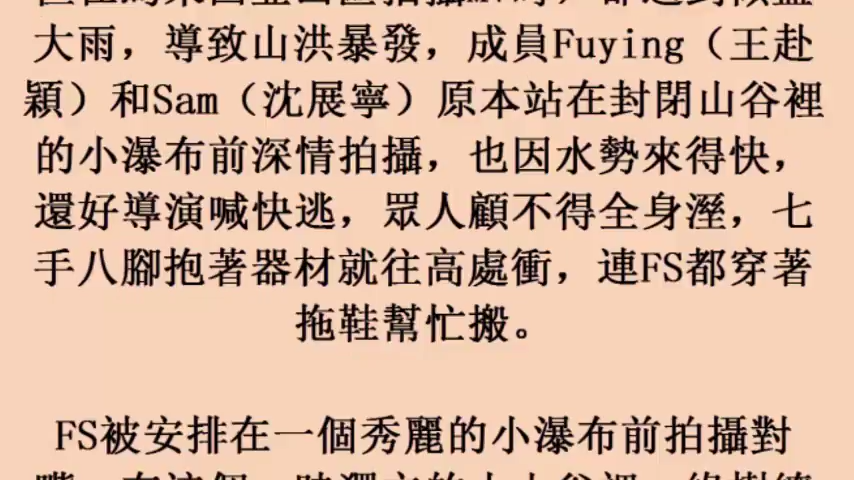 大雨，導致山洪暴發，成員Fuying（王赴
穎）和Sam（沈展寧）原本站在封閉山谷裡
的小瀑布前深情拍攝，也因水勢來得快，
還好導演喊快逃，眾人顧不得全身溼，七
手八腳抱著器材就往高處衝，連FS都穿著
拖鞋幫忙搬。
FS被安排在一個秀麗的小瀑布前拍攝對